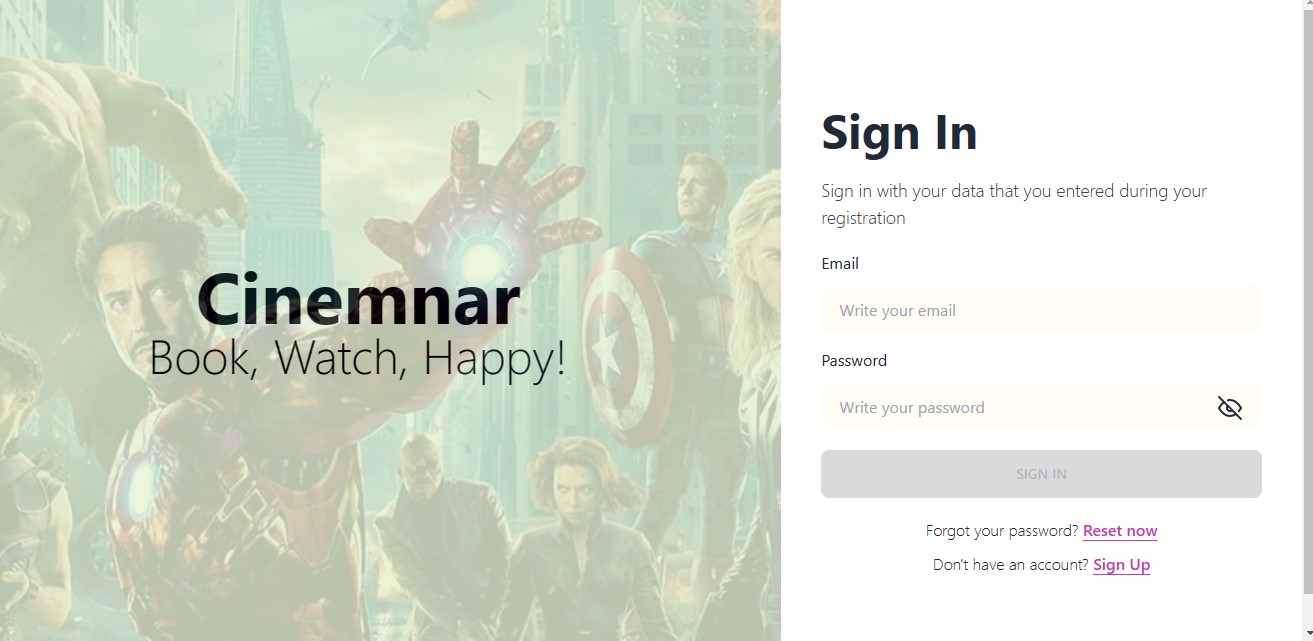 Cinemnar
Book, Watch, Happy!
Sign In
Sign in with your data that you entered during your
registration
Email
Write your email
Password
Write your password
SIGN IN
Forgot your password? Reset now
Don't have an account? Sign Up